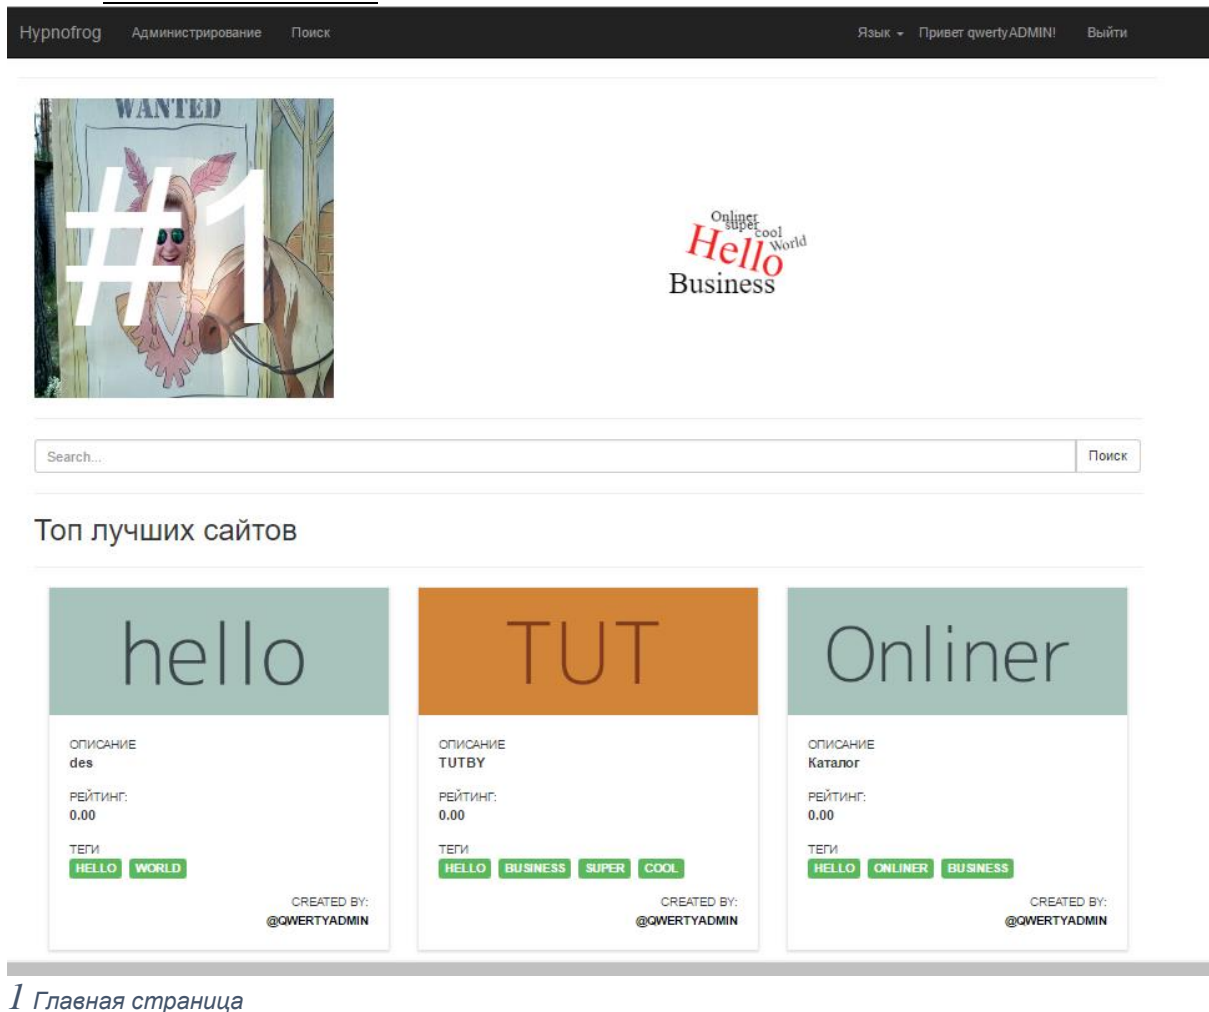 Hypnofrog Администрирование Поиск Язык Привет qwertyADMIN! Выйти
WANTED
#1
Onliner
super
cool
Hello
World
Business
Search... Поиск
Топ лучших сайтов
hello
ОПИСАНИЕ
des
РЕЙТИНГ:
0.00
ТЕГИ
HELLO WORLD
CREATED BY:
@QWERTYADMIN
TUT
ОПИСАНИЕ
TUTBY
РЕЙТИНГ:
0.00
ТЕГИ
HELLO BUSINESS SUPER COOL
CREATED BY:
@QWERTYADMIN
Onliner
ОПИСАНИЕ
Каталог
РЕЙТИНГ:
0.00
ТЕГИ
HELLO ONLINER BUSINESS
CREATED BY:
@QWERTYADMIN
1 Главная страница